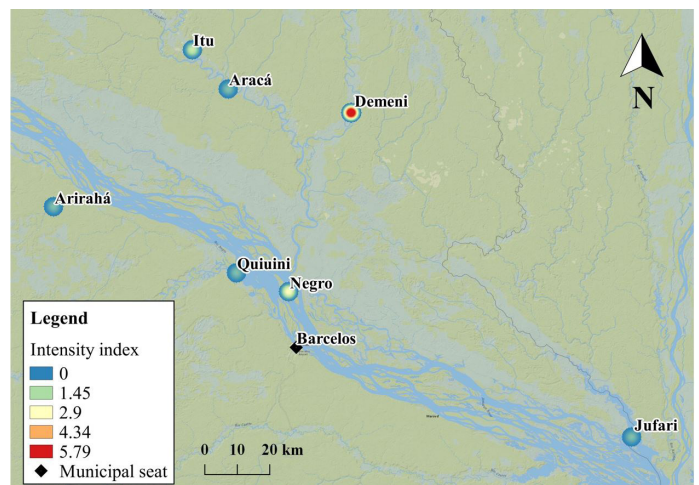 Itu
Aracá
Demeni
N
Arirahá
Quiuini
Negro
Barcelos
Jufari
Legend
Intensity index
0
1.45
2.9
4.34
5.79
Municipal seat
0 10 20 km